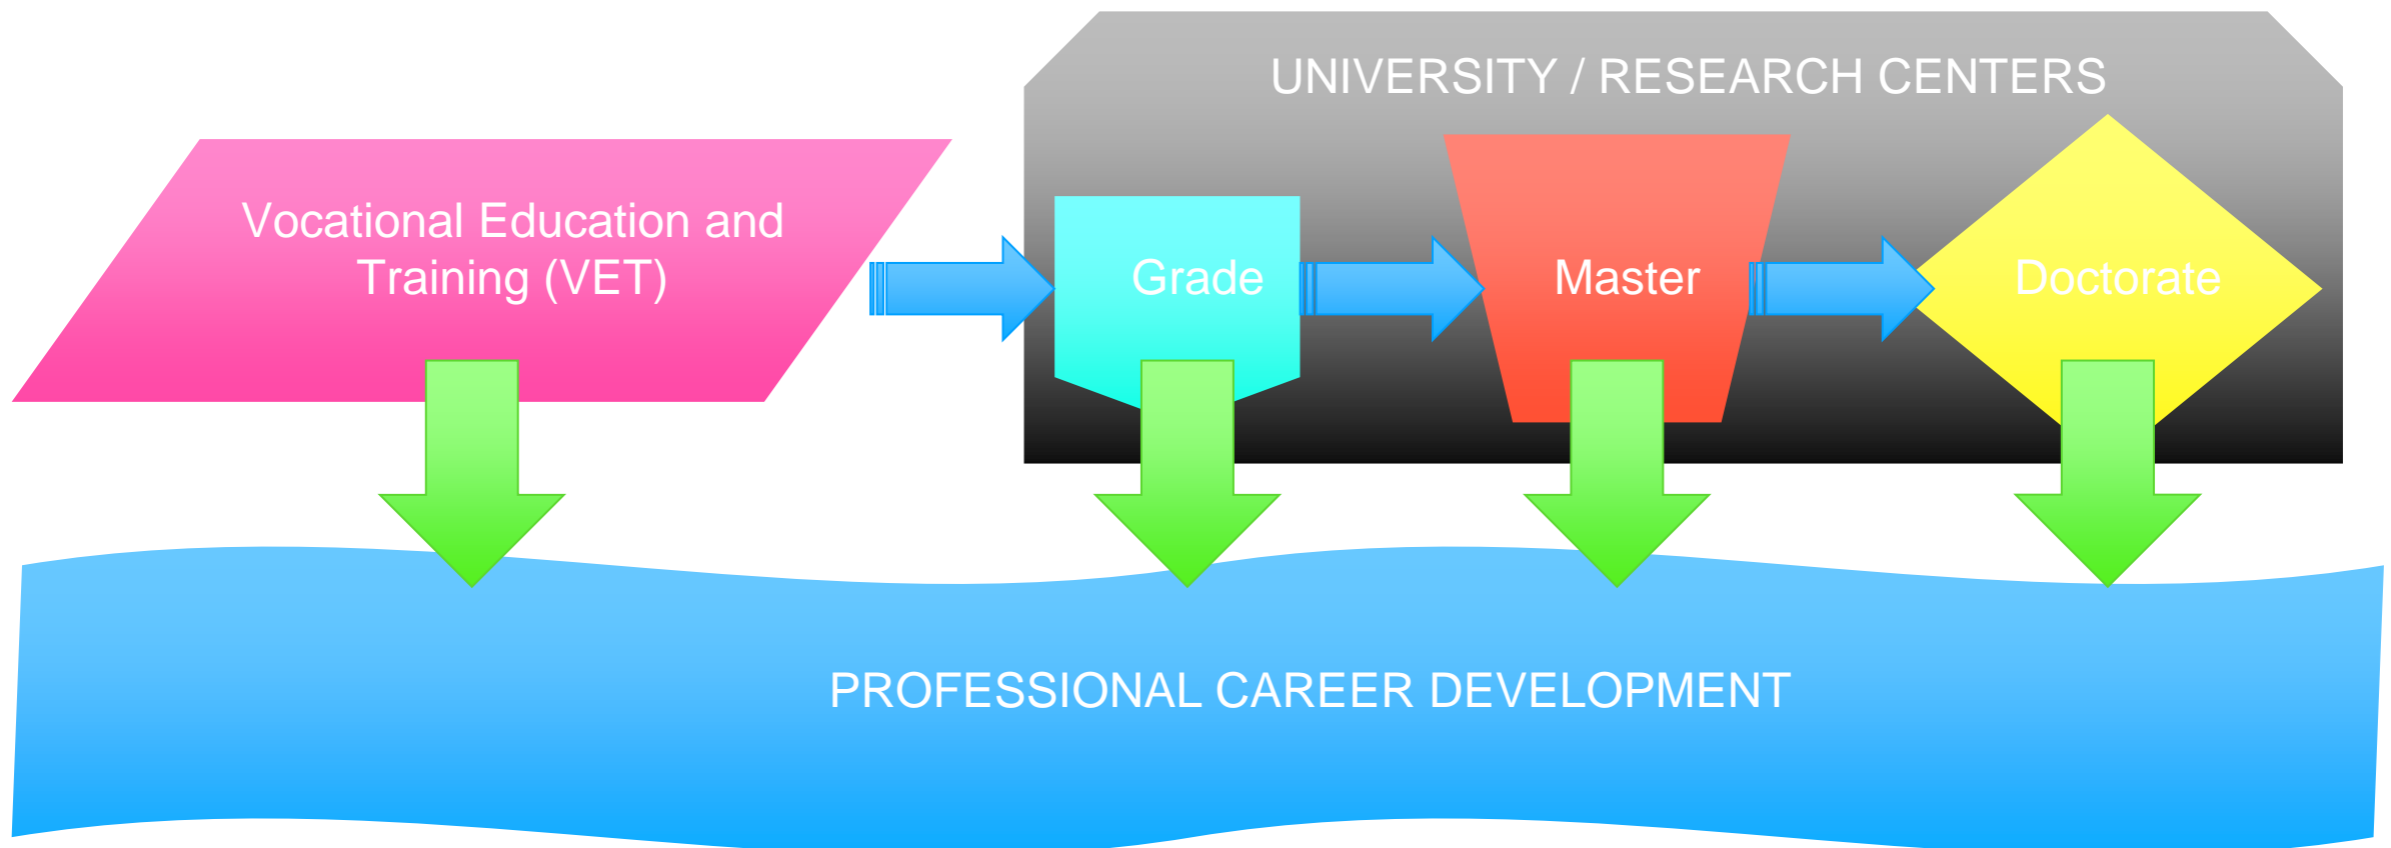 UNIVERSITY / RESEARCH CENTERS
Vocational Education and
Training (VET)
Grade
Master
Doctorate
PROFESSIONAL CAREER DEVELOPMENT